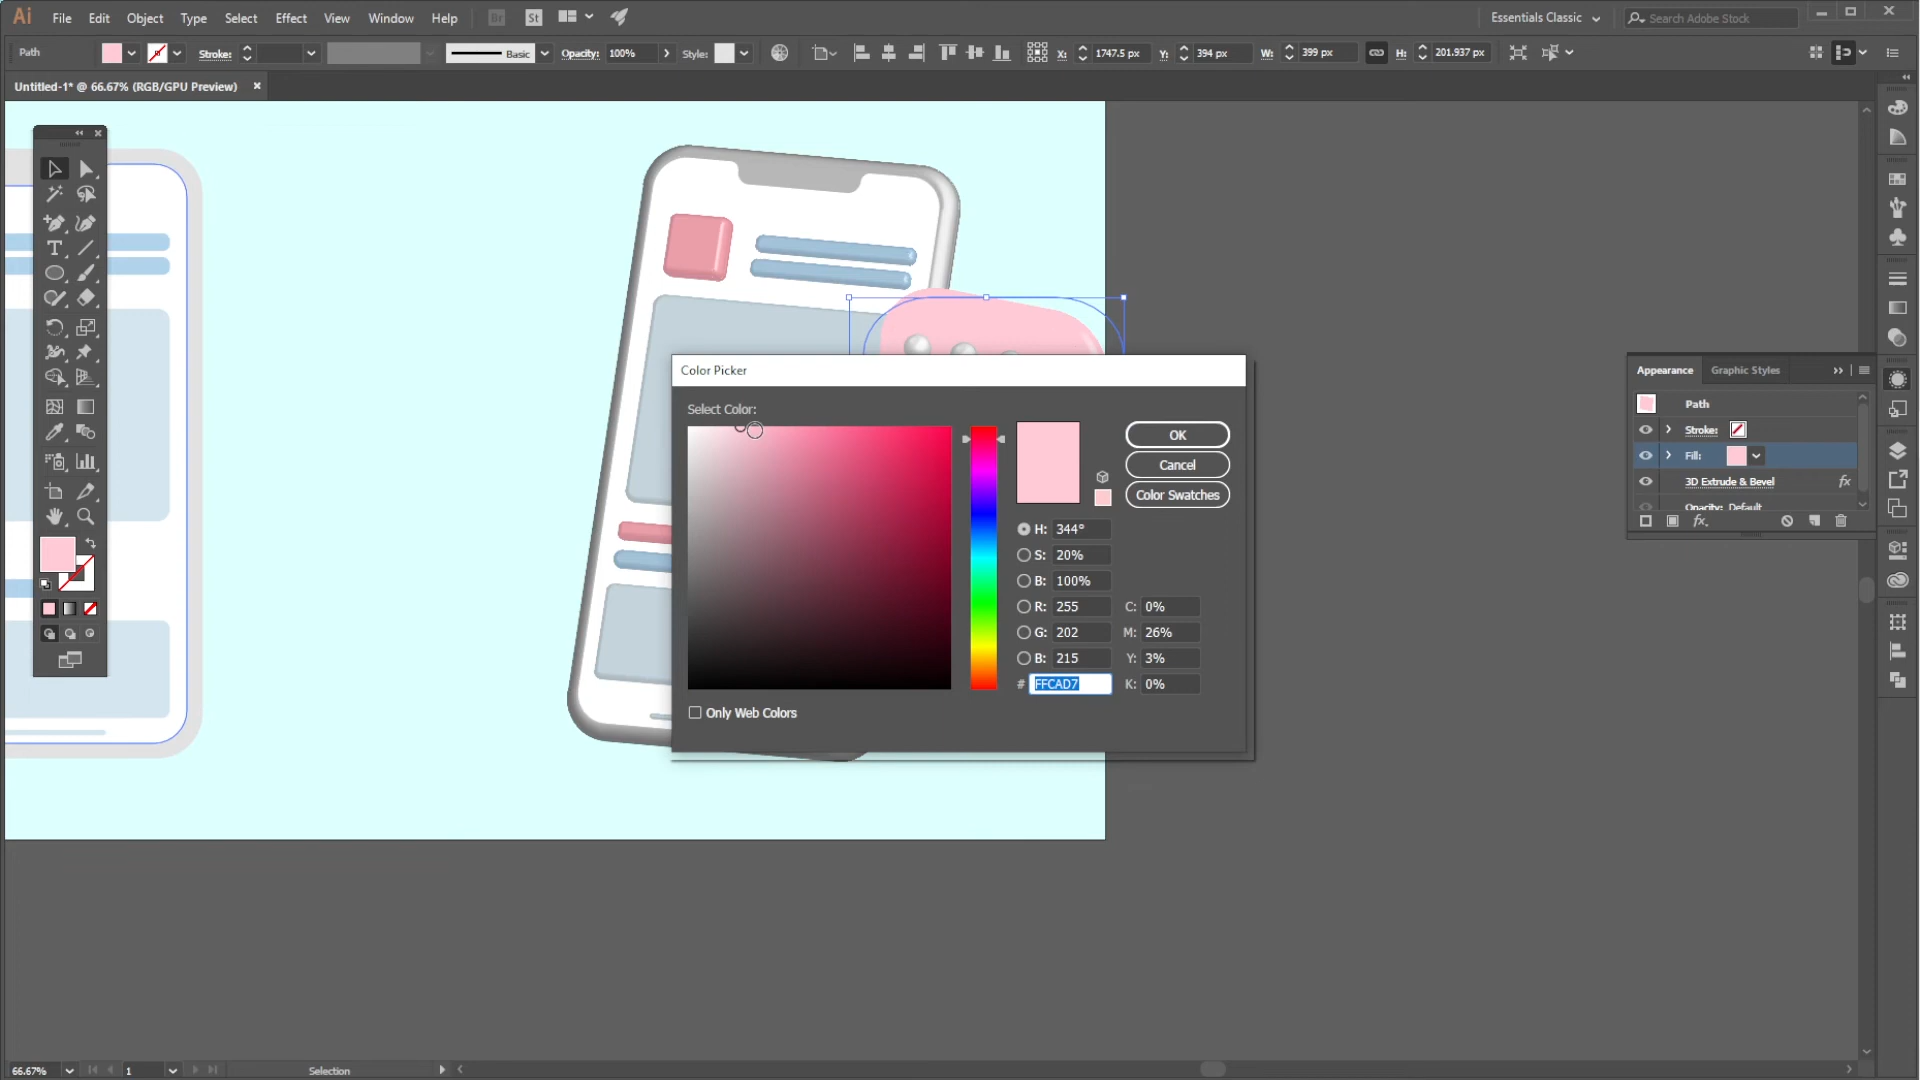 Ai File Edit Object Type Select Effect View Window Help Br St Essentials Classic Search Adobe Stock
Path Stroke: Basic Opacity: 100% Style: X: 1747.5 px Y: 394 px W: 399 px H: 201.937 px
Untitled-1* @ 66.67% (RGB/GPU Preview)
Color Picker
Select Color:
OK
Cancel
Color Swatches
H: 344°
S: 20%
B: 100%
R: 255 C: 0%
G: 202 M: 26%
B: 215 Y: 3%
# FFCAD7 K: 0%
Only Web Colors
Appearance Graphic Styles
Path
Stroke:
Fill:
3D Extrude & Bevel fx
Opacity: Default
fx
T
66.67% 1 Selection